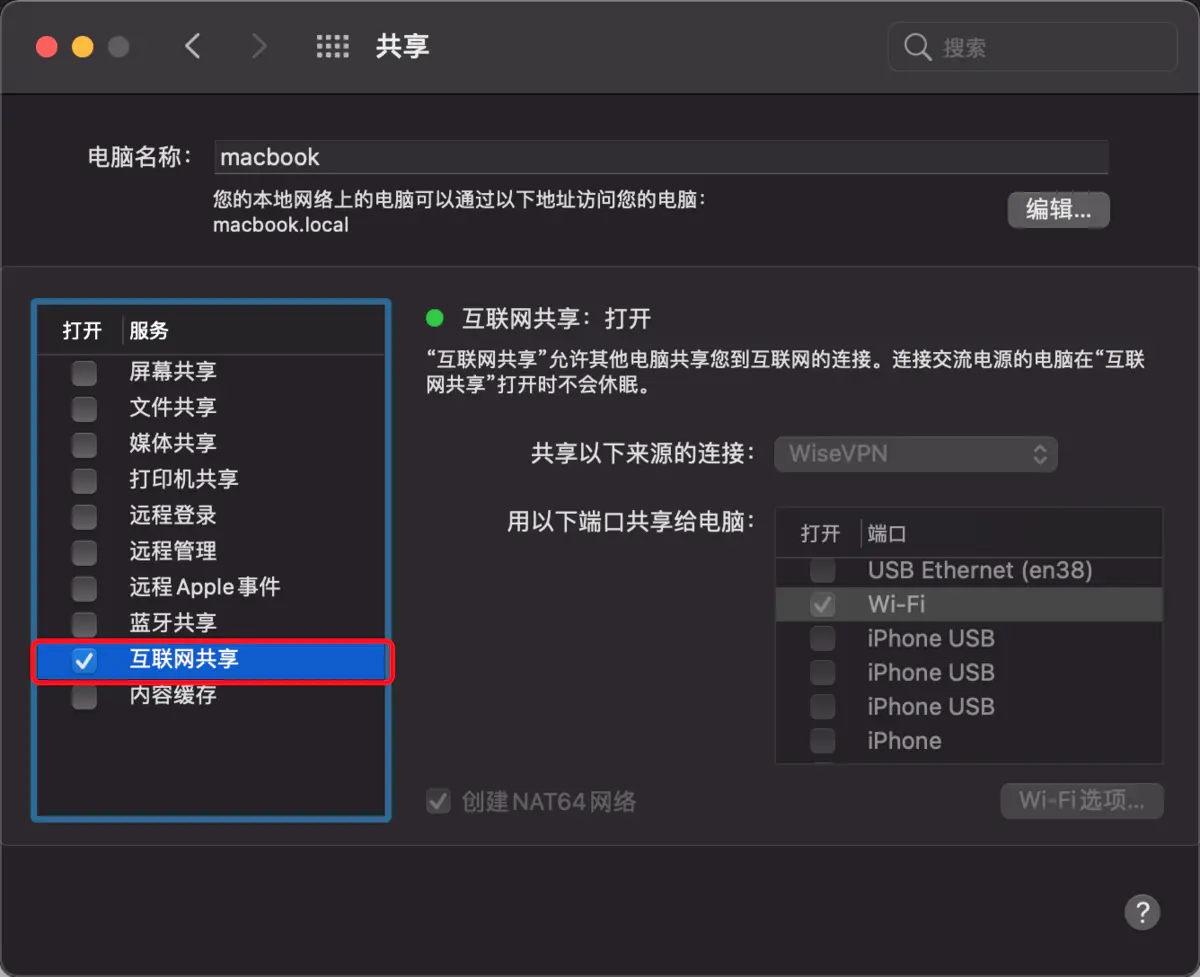 共享
搜索
电脑名称：
macbook
您的本地网络上的电脑可以通过以下地址访问您的电脑：
macbook.local
编辑...
打开 服务
屏幕共享
文件共享
媒体共享
打印机共享
远程登录
远程管理
远程Apple事件
蓝牙共享
互联网共享
内容缓存
互联网共享：打开
“互联网共享”允许其他电脑共享您到互联网的连接。连接交流电源的电脑在“互联
网共享”打开时不会休眠。
共享以下来源的连接：
WiseVPN
用以下端口共享给电脑：
打开 端口
USB Ethernet (en38)
Wi-Fi
iPhone USB
iPhone USB
iPhone USB
iPhone
创建NAT64网络
Wi-Fi选项...
?